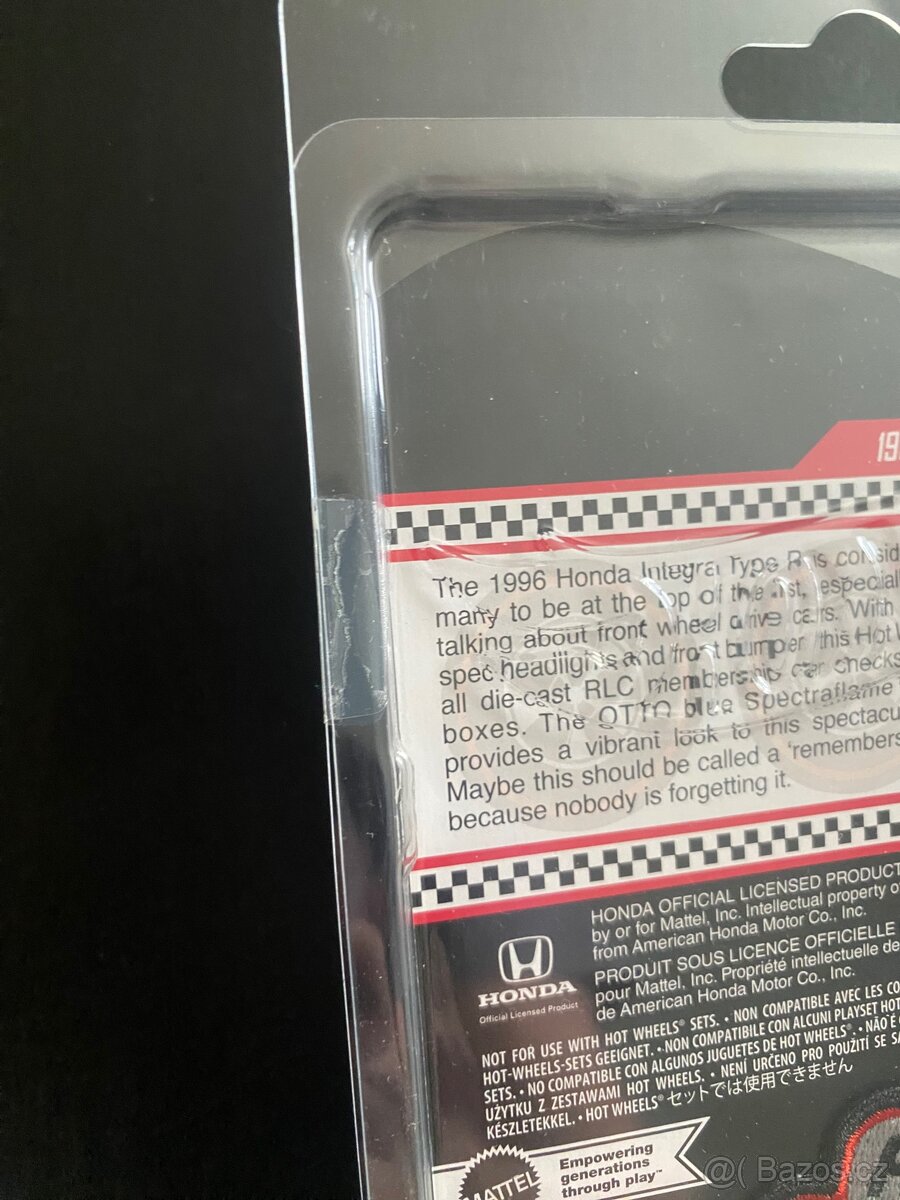 19
The 1996 Honda Integra Type R is consid
many to be at the top of the list, especial
talking about front wheel drive cars. With
spec headlights and front bumper this Hot
all die-cast RLC membership car checks
boxes. The OTTO blue Spectraflame
provides a vibrant look to this spectacu
Maybe this should be called a 'remembers
because nobody is forgetting it.
HONDA OFFICIAL LICENSED PRODUCT
by or for Mattel, Inc. Intellectual property o
from American Honda Motor Co., Inc.
PRODUIT SOUS LICENCE OFFICIELLE
pour Mattel, Inc. Propriété intellectuelle de
de American Honda Motor Co., Inc.
HONDA
Official Licensed Product
NOT FOR USE WITH HOT WHEELS® SETS. • NON COMPATIBLE AVEC LES CO
HOT-WHEELS-SETS GEEIGNET. • NON COMPATIBILE CON ALCUNI PLAYSET HOT
SETS. • NO COMPATIBLE CON ALGUNOS JUGUETES DE HOT WHEELS®. • NÃO É
UŻYTKU Z ZESTAWAMI HOT WHEELS. • NENÍ URČENO PRO POUŽITÍ SE SA
KÉSZLETEKKEL. • HOT WHEELS® セットでは使用できません
MATTEL
Empowering
generations
through play™
@( Bazos.cz